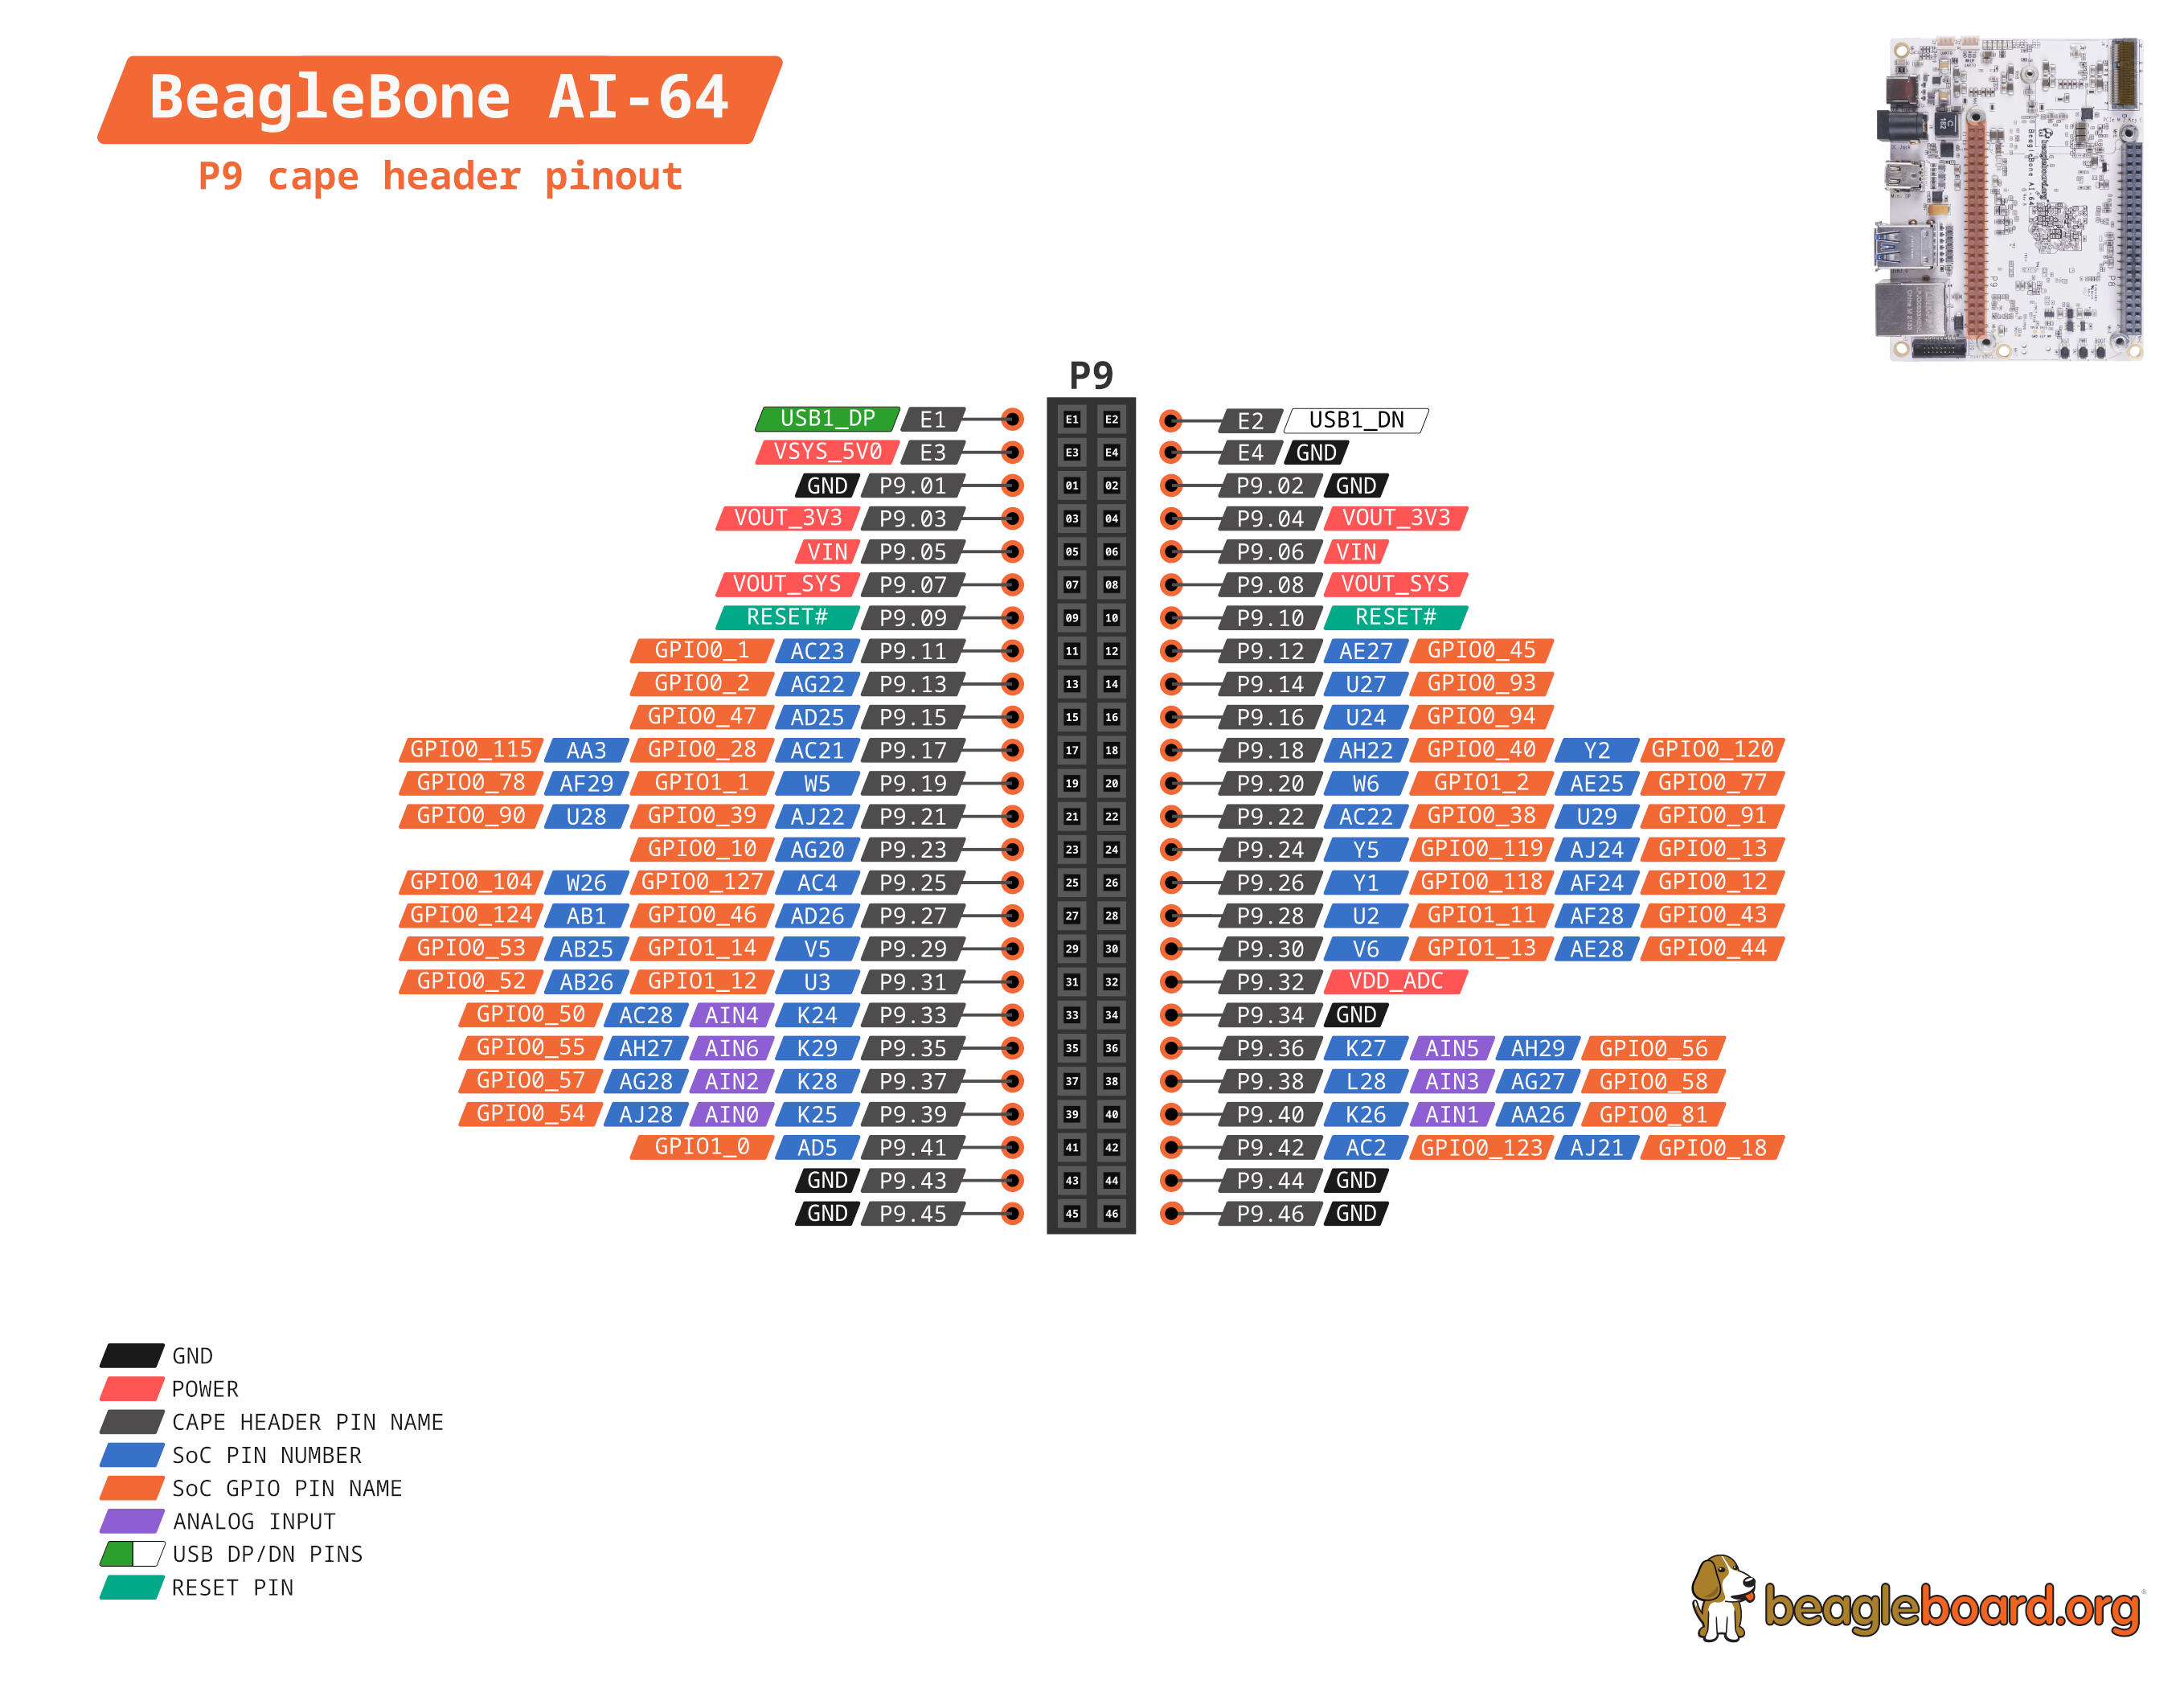 BeagleBone AI-64
P9 cape header pinout
P9
USB1_DP E1 E1 E2 E2 USB1_DN
VSYS_5V0 E3 E3 E4 E4 GND
GND P9.01 01 02 P9.02 GND
VOUT_3V3 P9.03 03 04 P9.04 VOUT_3V3
VIN P9.05 05 06 P9.06 VIN
VOUT_SYS P9.07 07 08 P9.08 VOUT_SYS
RESET# P9.09 09 10 P9.10 RESET#
GPIO0_1 AC23 P9.11 11 12 P9.12 AE27 GPIO0_45
GPIO0_2 AG22 P9.13 13 14 P9.14 U27 GPIO0_93
GPIO0_47 AD25 P9.15 15 16 P9.16 U24 GPIO0_94
GPIO0_115 AA3 GPIO0_28 AC21 P9.17 17 18 P9.18 AH22 GPIO0_40 Y2 GPIO0_120
GPIO0_78 AF29 GPIO1_1 W5 P9.19 19 20 P9.20 W6 GPIO1_2 AE25 GPIO0_77
GPIO0_90 U28 GPIO0_39 AJ22 P9.21 21 22 P9.22 AC22 GPIO0_38 U29 GPIO0_91
GPIO0_10 AG20 P9.23 23 24 P9.24 Y5 GPIO0_119 AJ24 GPIO0_13
GPIO0_104 W26 GPIO0_127 AC4 P9.25 25 26 P9.26 Y1 GPIO0_118 AF24 GPIO0_12
GPIO0_124 AB1 GPIO0_46 AD26 P9.27 27 28 P9.28 U2 GPIO1_11 AF28 GPIO0_43
GPIO0_53 AB25 GPIO1_14 V5 P9.29 29 30 P9.30 V6 GPIO1_13 AE28 GPIO0_44
GPIO0_52 AB26 GPIO1_12 U3 P9.31 31 32 P9.32 VDD_ADC
GPIO0_50 AC28 AIN4 K24 P9.33 33 34 P9.34 GND
GPIO0_55 AH27 AIN6 K29 P9.35 35 36 P9.36 K27 AIN5 AH29 GPIO0_56
GPIO0_57 AG28 AIN2 K28 P9.37 37 38 P9.38 L28 AIN3 AG27 GPIO0_58
GPIO0_54 AJ28 AIN0 K25 P9.39 39 40 P9.40 K26 AIN1 AA26 GPIO0_81
GPIO1_0 AD5 P9.41 41 42 P9.42 AC2 GPIO0_123 AJ21 GPIO0_18
GND P9.43 43 44 P9.44 GND
GND P9.45 45 46 P9.46 GND
GND
POWER
CAPE HEADER PIN NAME
SoC PIN NUMBER
SoC GPIO PIN NAME
ANALOG INPUT
USB DP/DN PINS
RESET PIN
beagleboard.org